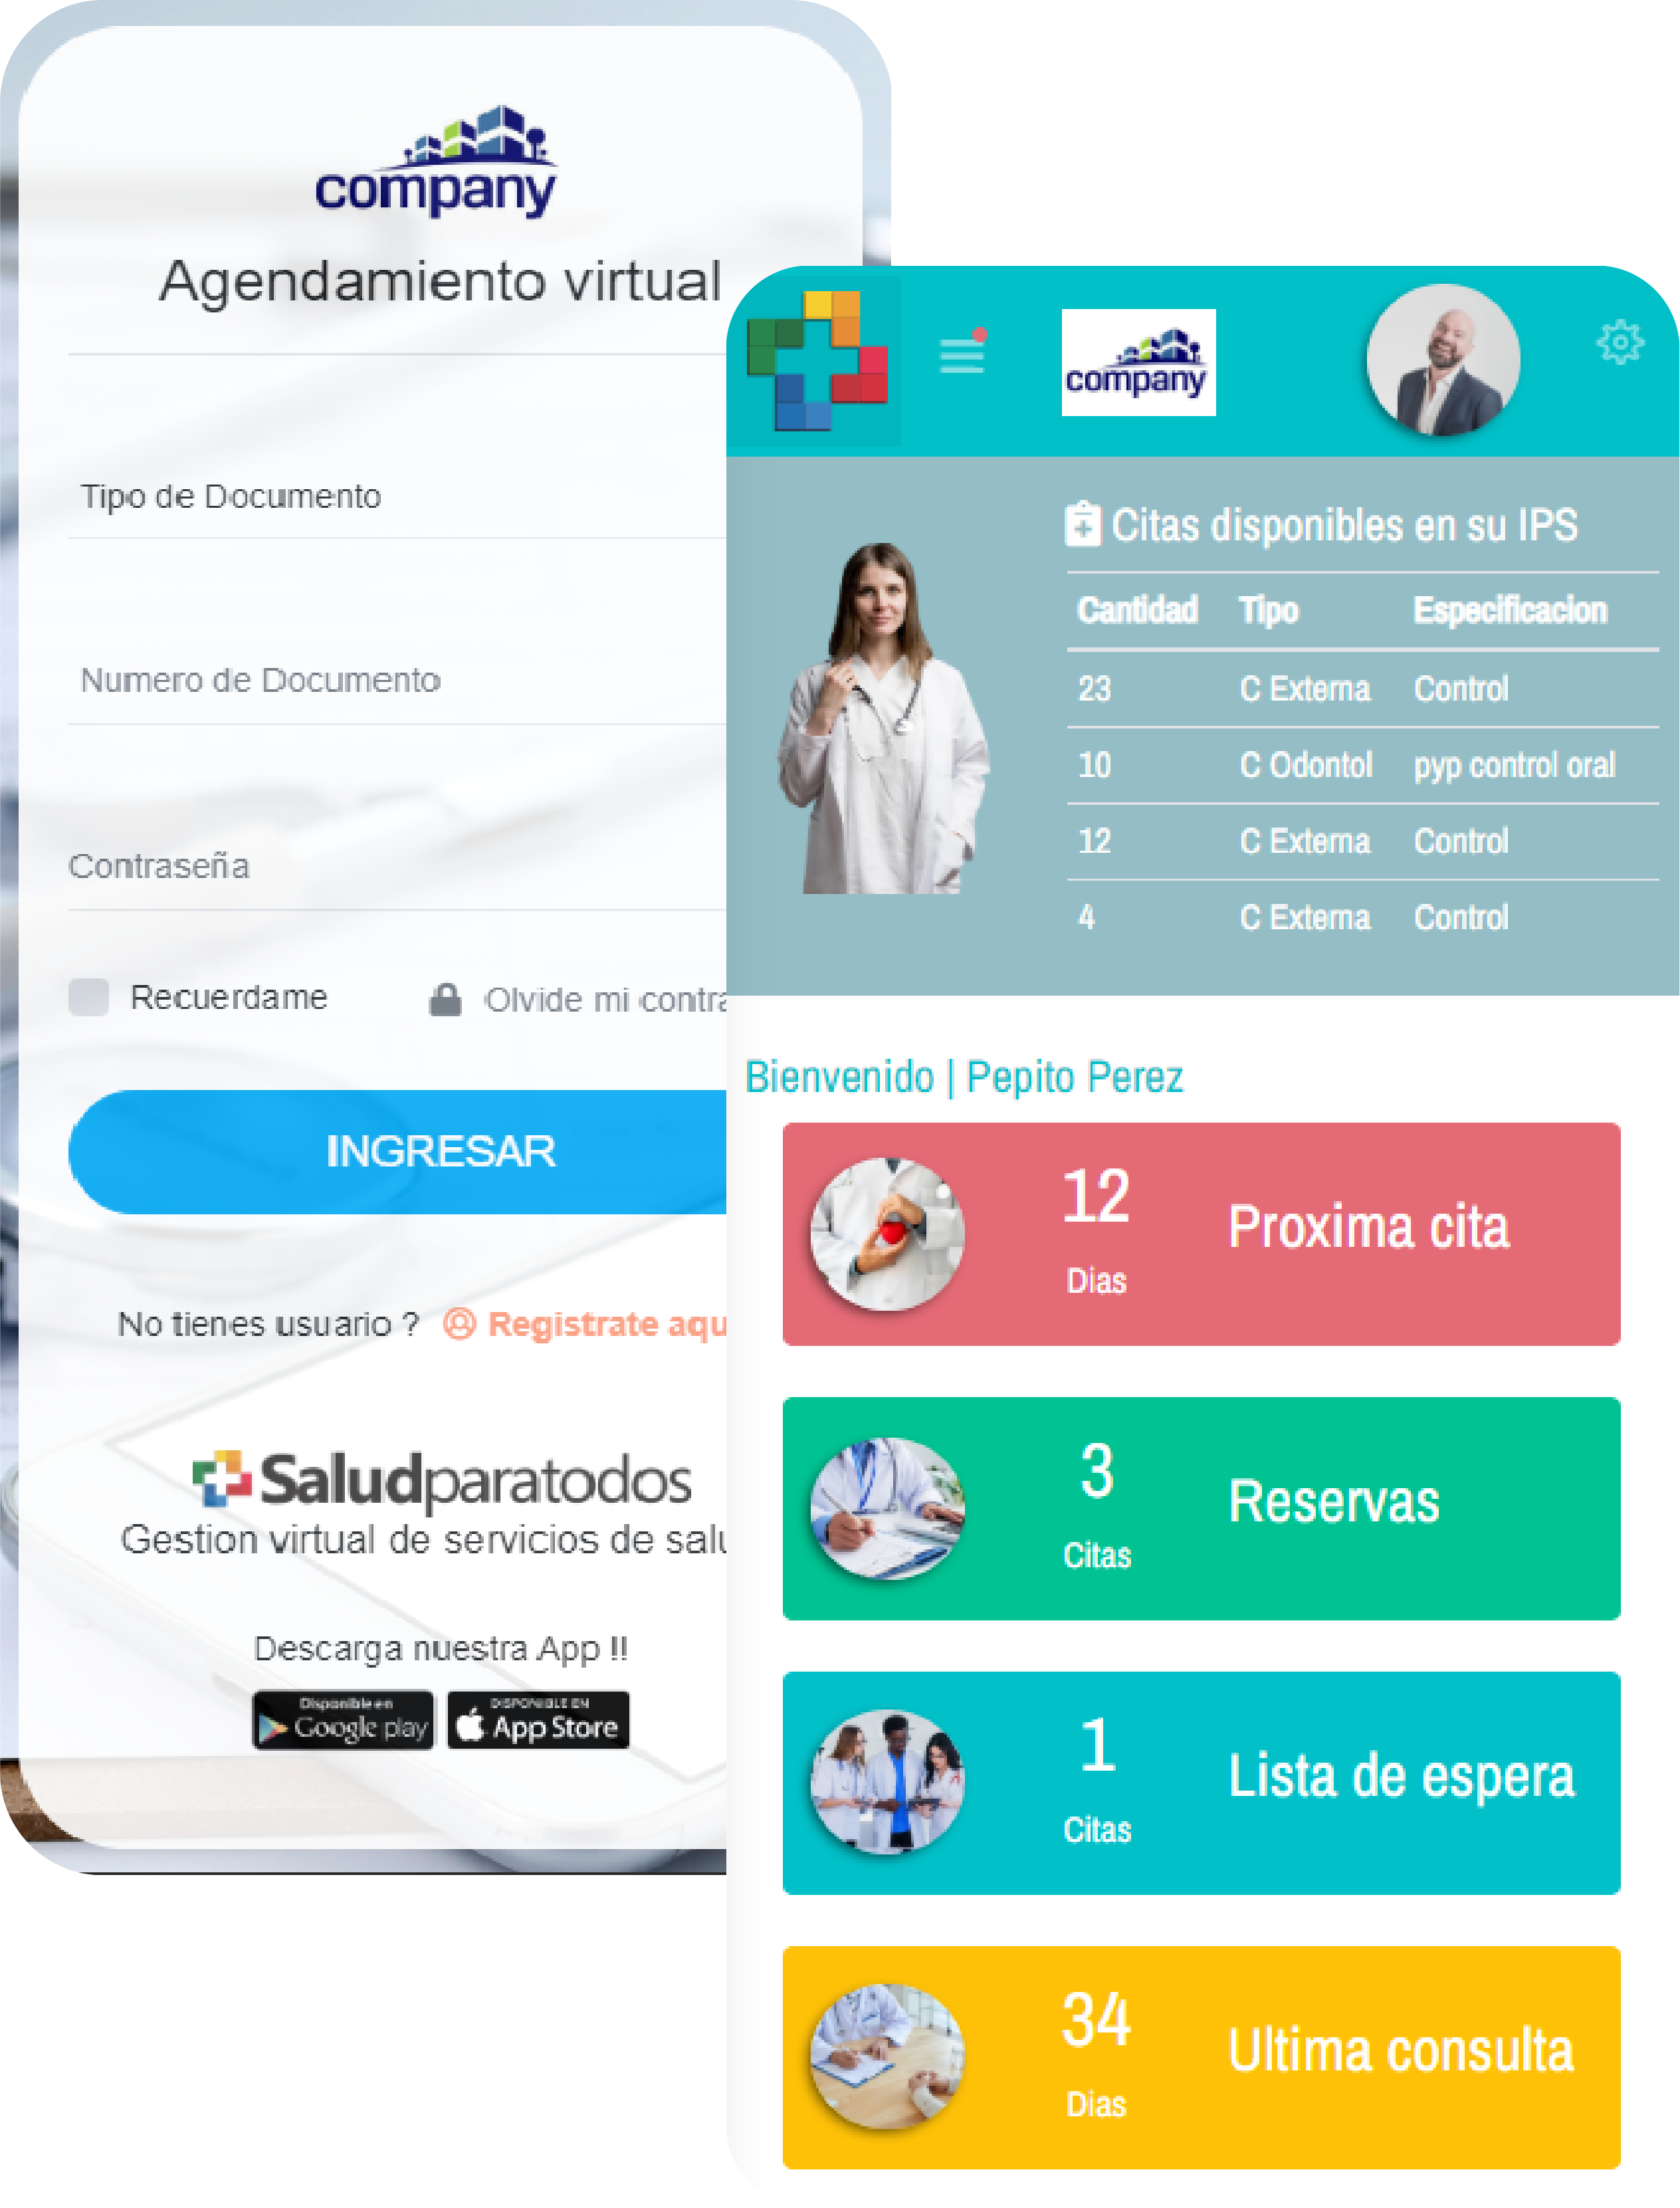 company
Agendamiento virtual
Tipo de Documento
Numero de Documento
Contraseña
Recuerdame
Olvide mi contra
INGRESAR
No tienes usuario ? Registrate aqu
Saludparatodos
Gestion virtual de servicios de salu
Descarga nuestra App !!
Disponible en
Google play
DISPONIBLE EN
App Store
company
Citas disponibles en su IPS
Cantidad Tipo Especificacion
23 C Externa Control
10 C Odontol pyp control oral
12 C Externa Control
4 C Externa Control
Bienvenido | Pepito Perez
12
Dias
Proxima cita
3
Citas
Reservas
1
Citas
Lista de espera
34
Dias
Ultima consulta